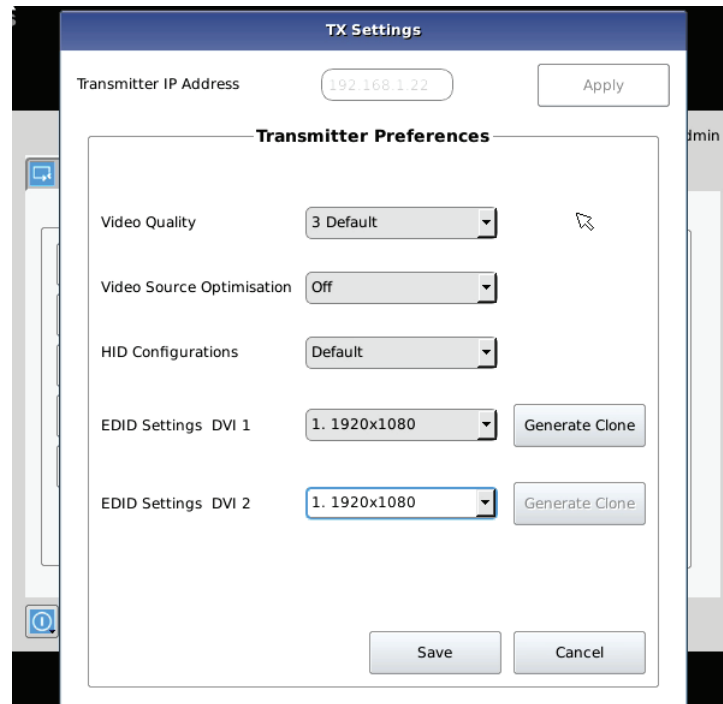 TX Settings
Transmitter IP Address 192.168.1.22 Apply
dmin
Transmitter Preferences
Video Quality 3 Default
Video Source Optimisation Off
HID Configurations Default
EDID Settings DVI 1 1. 1920x1080 Generate Clone
EDID Settings DVI 2 1. 1920x1080 Generate Clone
Save Cancel